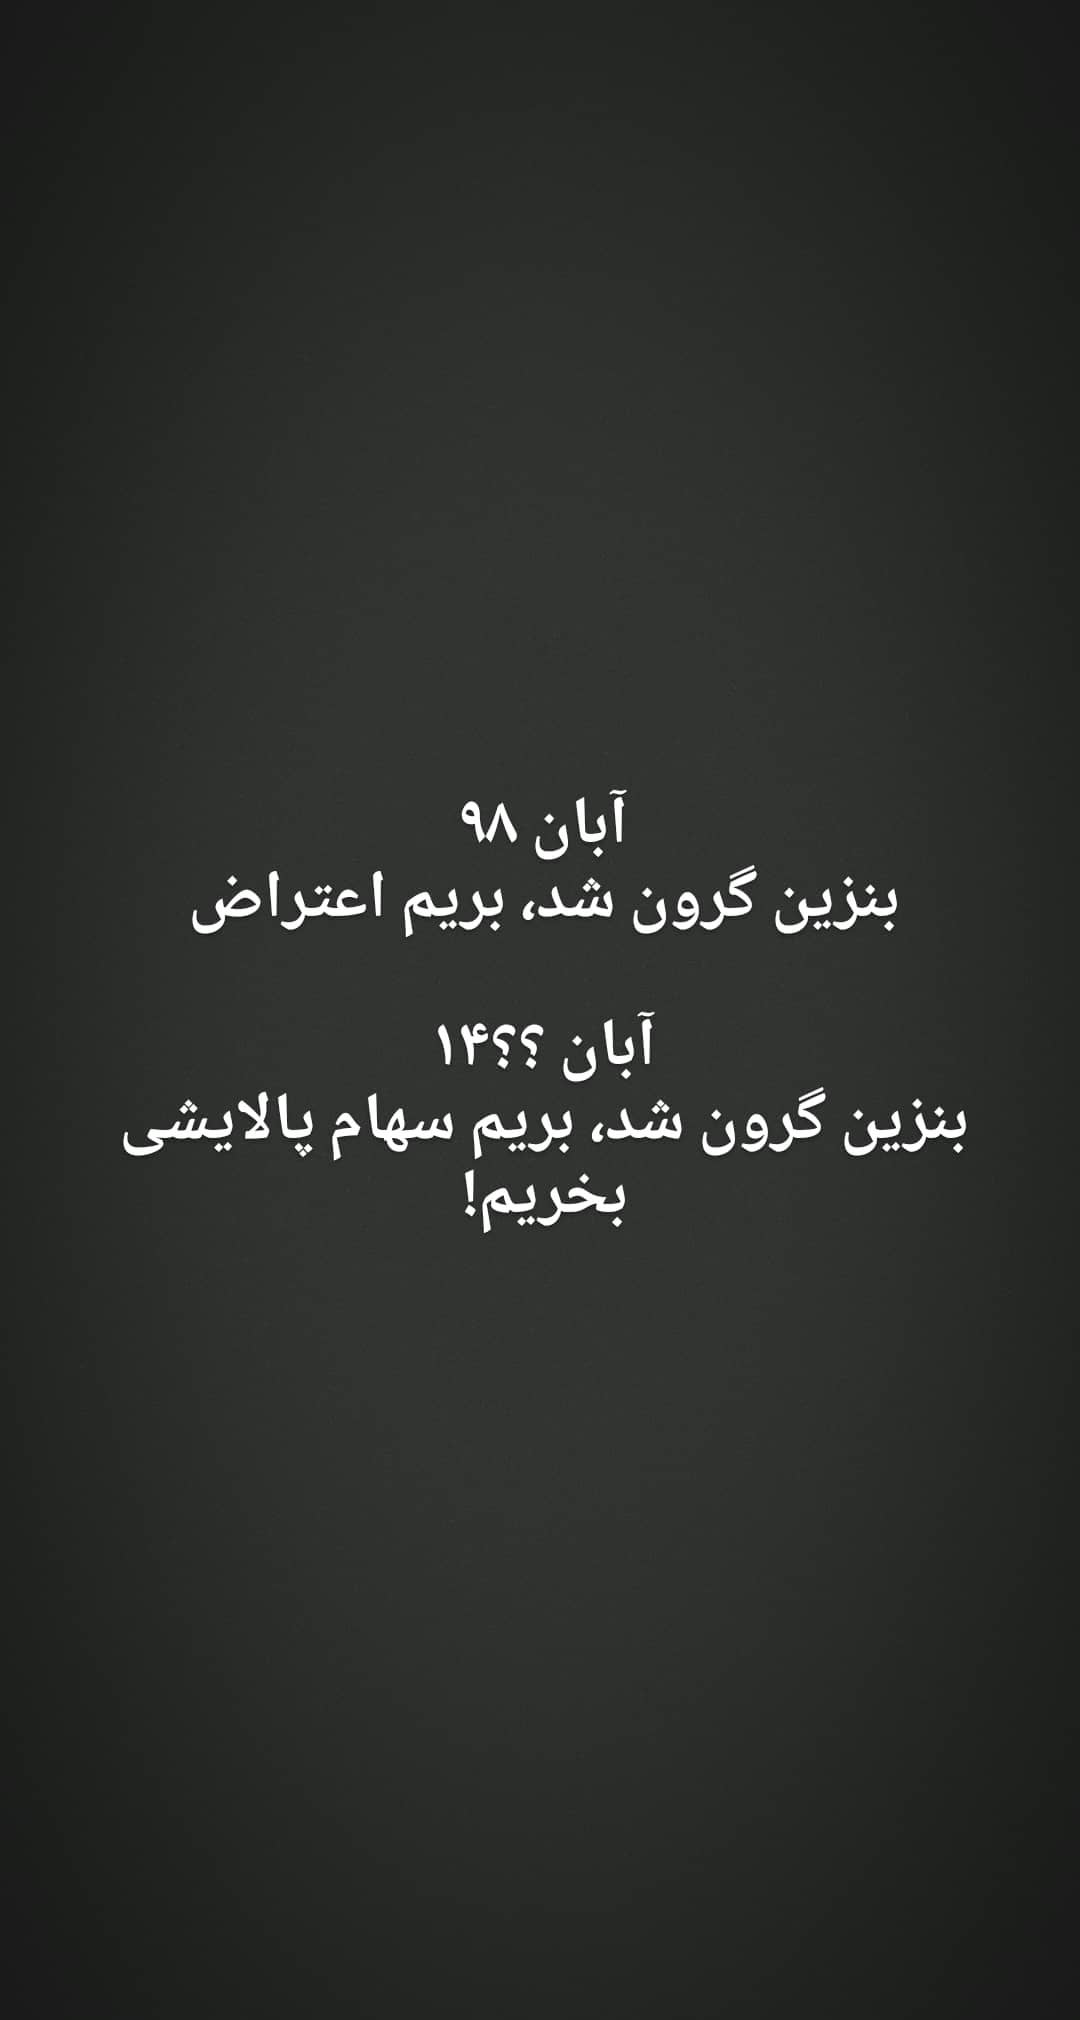 آبان ۹۸
بنزین گرون شد، بریم اعتراض
آبان ؟؟۱۴
بنزین گرون شد، بریم سهام پالایشی
بخریم!